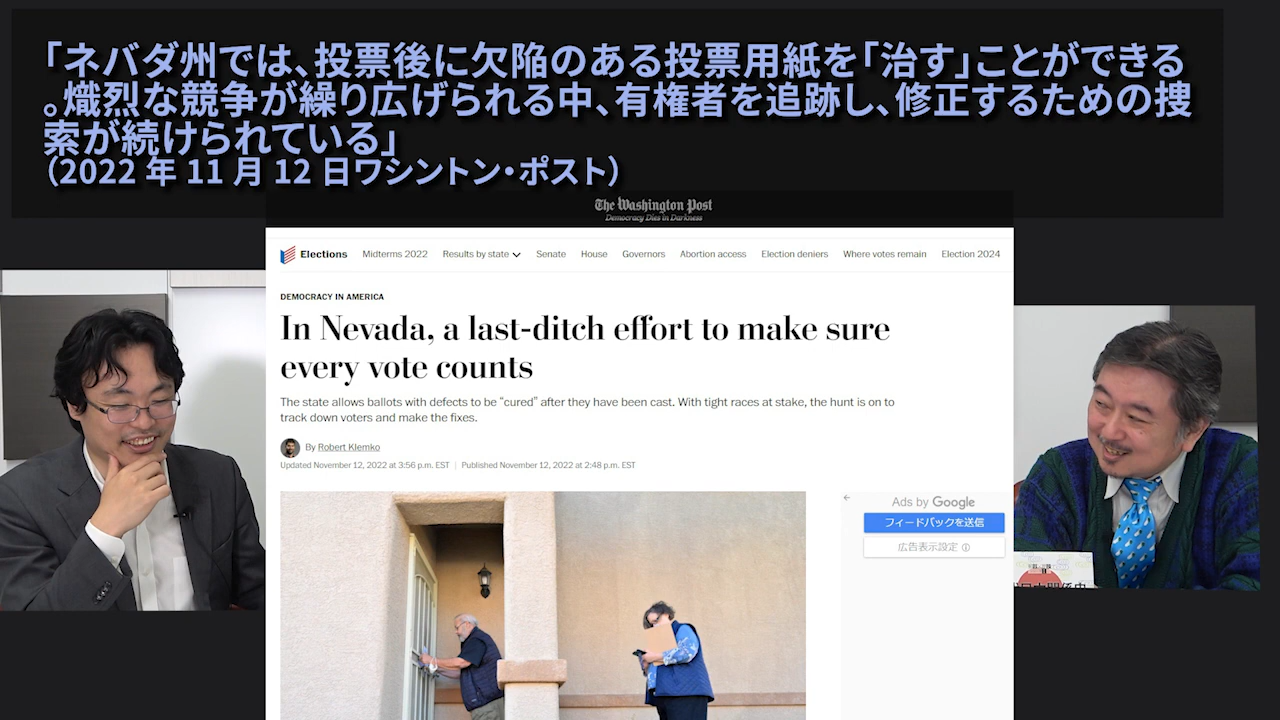 「ネバダ州では、投票後に欠陥のある投票用紙を「治す」ことができる
。熾烈な競争が繰り広げられる中、有権者を追跡し、修正するための捜
索が続けられている」
（2022 年 11 月 12 日ワシントン・ポスト）
The Washington Post
Democracy Dies in Darkness
Elections Midterms 2022 Results by state Senate House Governors Abortion access Election deniers Where votes remain Election 2024
DEMOCRACY IN AMERICA
In Nevada, a last-ditch effort to make sure
every vote counts
The state allows ballots with defects to be “cured” after they have been cast. With tight races at stake, the hunt is on to
track down voters and make the fixes.
By Robert Klemko
Updated November 12, 2022 at 3:56 p.m. EST | Published November 12, 2022 at 2:48 p.m. EST
Ads by Google
フィードバックを送信
広告表示設定